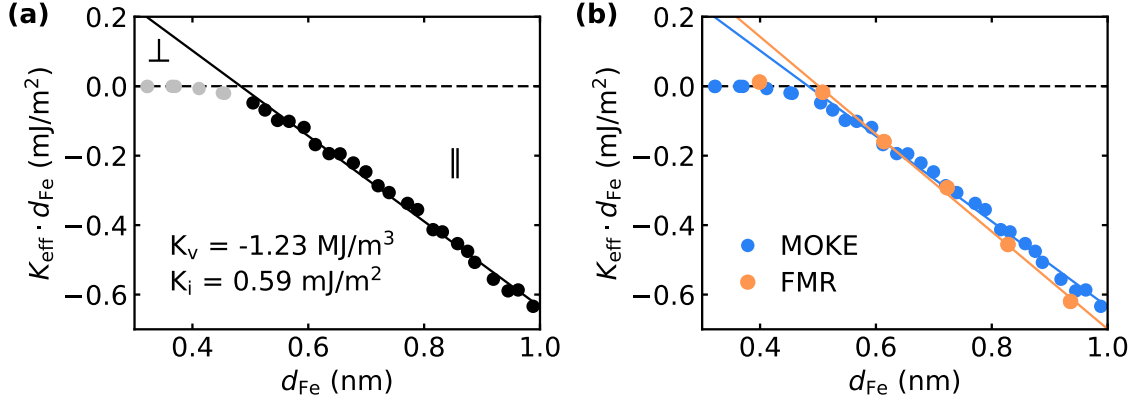 (a)
0.2
0.0
−0.2
−0.4
−0.6
K_eff · d_Fe (mJ/m²)
⊥
∥
K_v = -1.23 MJ/m³
K_i = 0.59 mJ/m²
0.4 0.6 0.8 1.0
d_Fe (nm)
(b)
0.2
0.0
−0.2
−0.4
−0.6
K_eff · d_Fe (mJ/m²)
MOKE
FMR
0.4 0.6 0.8 1.0
d_Fe (nm)